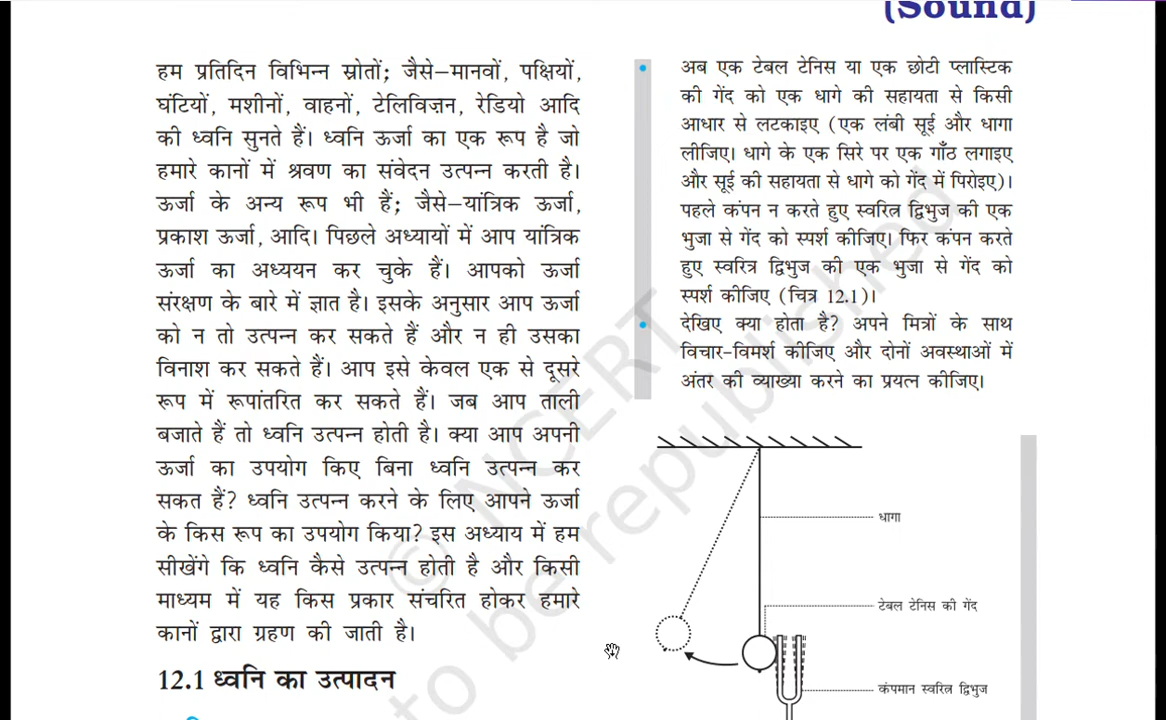 (Sound)
हम प्रतिदिन विभिन्न स्रोतों; जैसे–मानवों, पक्षियों,
घंटियों, मशीनों, वाहनों, टेलिविज़न, रेडियो आदि
की ध्वनि सुनते हैं। ध्वनि ऊर्जा का एक रूप है जो
हमारे कानों में श्रवण का संवेदन उत्पन्न करती है।
ऊर्जा के अन्य रूप भी हैं; जैसे–यांत्रिक ऊर्जा,
प्रकाश ऊर्जा, आदि। पिछले अध्यायों में आप यांत्रिक
ऊर्जा का अध्ययन कर चुके हैं। आपको ऊर्जा
संरक्षण के बारे में ज्ञात है। इसके अनुसार आप ऊर्जा
को न तो उत्पन्न कर सकते हैं और न ही उसका
विनाश कर सकते हैं। आप इसे केवल एक से दूसरे
रूप में रूपांतरित कर सकते हैं। जब आप ताली
बजाते हैं तो ध्वनि उत्पन्न होती है। क्या आप अपनी
ऊर्जा का उपयोग किए बिना ध्वनि उत्पन्न कर
सकत हैं? ध्वनि उत्पन्न करने के लिए आपने ऊर्जा
के किस रूप का उपयोग किया? इस अध्याय में हम
सीखेंगे कि ध्वनि कैसे उत्पन्न होती है और किसी
माध्यम में यह किस प्रकार संचरित होकर हमारे
कानों द्वारा ग्रहण की जाती है।
12.1 ध्वनि का उत्पादन
अब एक टेबल टेनिस या एक छोटी प्लास्टिक
की गेंद को एक धागे की सहायता से किसी
आधार से लटकाइए (एक लंबी सूई और धागा
लीजिए। धागे के एक सिरे पर एक गाँठ लगाइए
और सूई की सहायता से धागे को गेंद में पिरोइए)।
पहले कंपन न करते हुए स्वरित्र द्विभुज की एक
भुजा से गेंद को स्पर्श कीजिए। फिर कंपन करते
हुए स्वरित्र द्विभुज की एक भुजा से गेंद को
स्पर्श कीजिए (चित्र 12.1)।
देखिए क्या होता है? अपने मित्रों के साथ
विचार-विमर्श कीजिए और दोनों अवस्थाओं में
अंतर की व्याख्या करने का प्रयत्न कीजिए।
धागा
टेबल टेनिस की गेंद
कंपमान स्वरित्र द्विभुज
© NCERT
to be republished